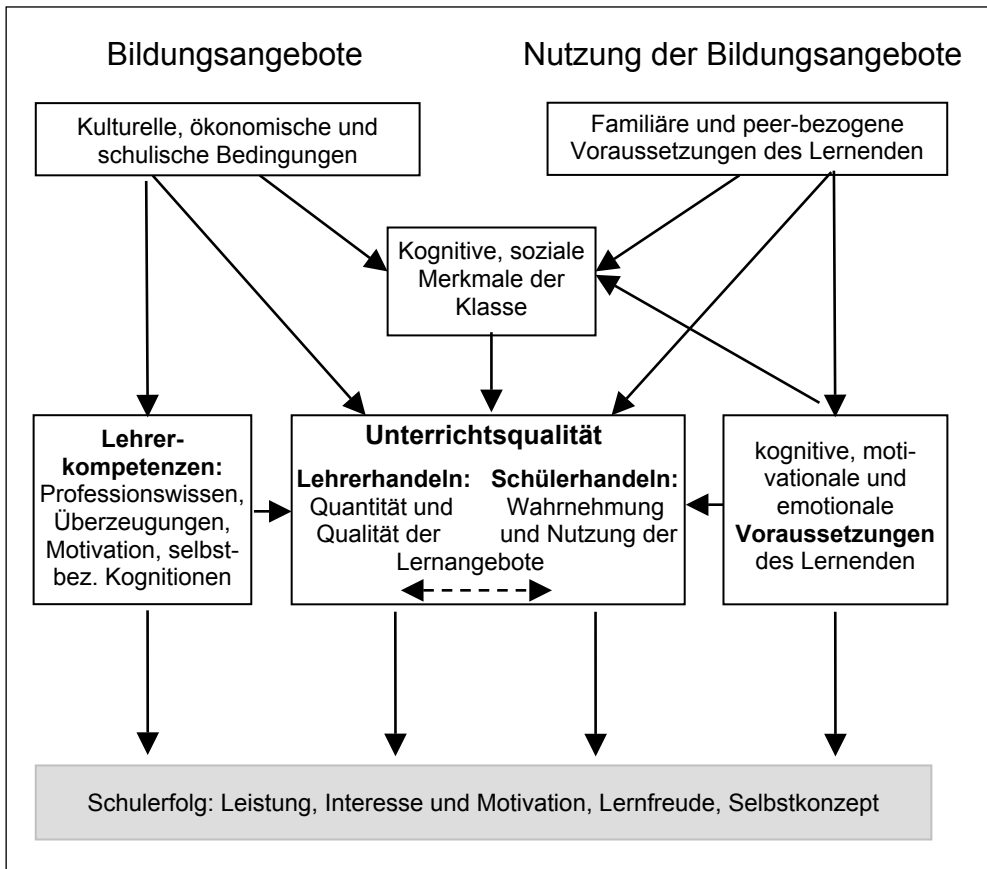 Bildungsangebote
Nutzung der Bildungsangebote
Kulturelle, ökonomische und
schulische Bedingungen
Familiäre und peer-bezogene
Voraussetzungen des Lernenden
Kognitive, soziale
Merkmale der
Klasse
Lehrer-
kompetenzen:
Professionswissen,
Überzeugungen,
Motivation, selbst-
bez. Kognitionen
Unterrichtsqualität
Lehrerhandeln:
Quantität und
Qualität der
Schülerhandeln:
Wahrnehmung
und Nutzung der
Lernangebote
kognitive, moti-
vationale und
emotionale
Voraussetzungen
des Lernenden
Schulerfolg: Leistung, Interesse und Motivation, Lernfreude, Selbstkonzept